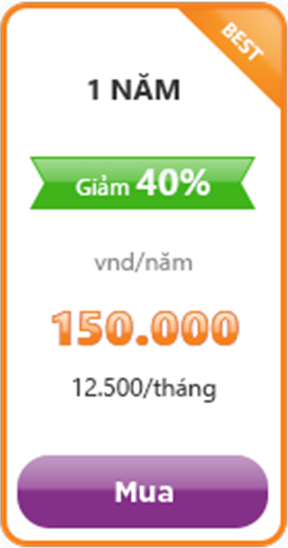 BEST
1 NĂM
Giảm 40%
vnd/năm
150.000
12.500/tháng
Mua